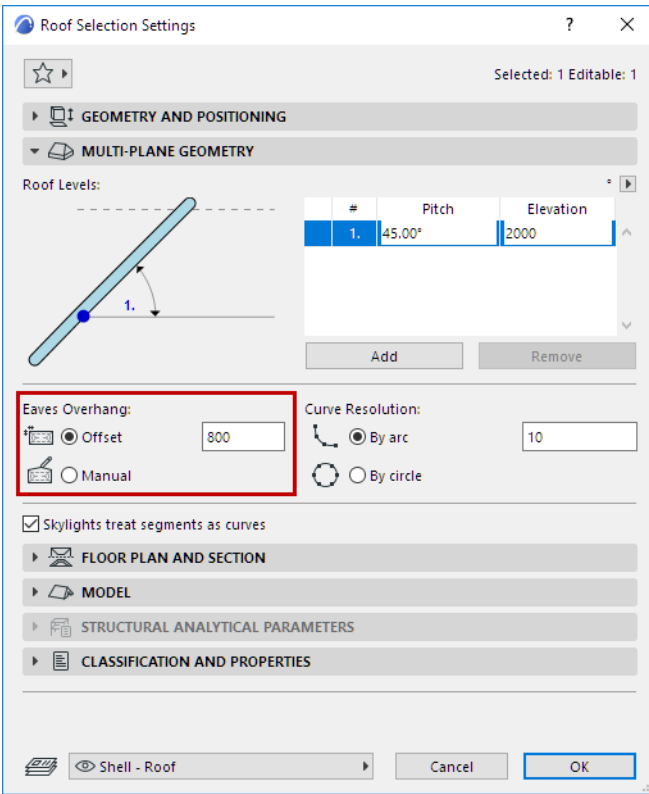 Roof Selection Settings ? ×
Selected: 1 Editable: 1
GEOMETRY AND POSITIONING
MULTI-PLANE GEOMETRY
Roof Levels: °
# Pitch Elevation
1. 45.00° 2000
1.
Add Remove
Eaves Overhang: Curve Resolution:
Offset 800 By arc 10
Manual By circle
Skylights treat segments as curves
FLOOR PLAN AND SECTION
MODEL
STRUCTURAL ANALYTICAL PARAMETERS
CLASSIFICATION AND PROPERTIES
Shell - Roof Cancel OK